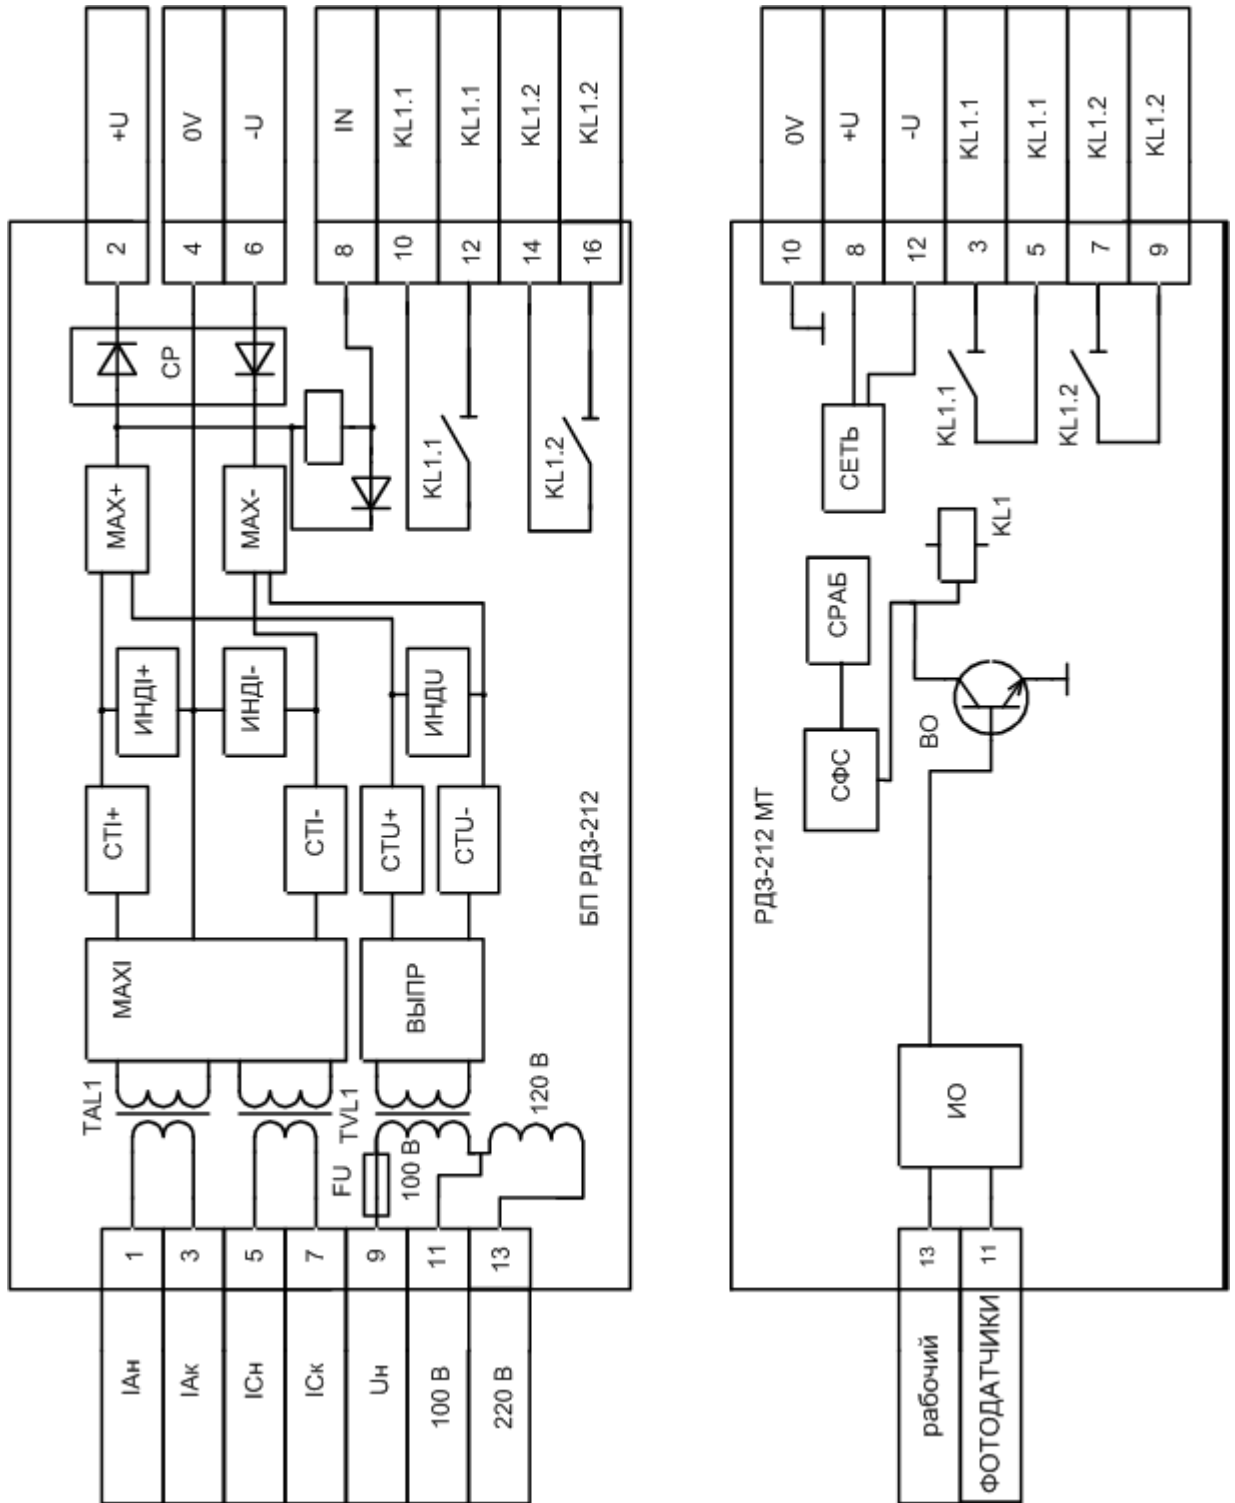 +U
0V
-U
IN
KL1.1
KL1.1
KL1.2
KL1.2
2
4
6
8
10
12
14
16
СР
KL1.1
KL1.2
MAX+
MAX-
ИНДI+
ИНДI-
ИНДU
СТI+
СТI-
СТU+
СТU-
БП РДЗ-212
MAXI
ВЫПР
TAL1
TVL1
120 В
FU
100 В
1
3
5
7
9
11
13
IАн
IАк
IСн
IСк
Uн
100 В
220 В
0V
+U
-U
KL1.1
KL1.1
KL1.2
KL1.2
10
8
12
3
5
7
9
KL1.1
KL1.2
СЕТЬ
KL1
СРАБ
СФС
ВО
РДЗ-212 МТ
ИО
13
11
рабочий
ФОТОДАТЧИКИ